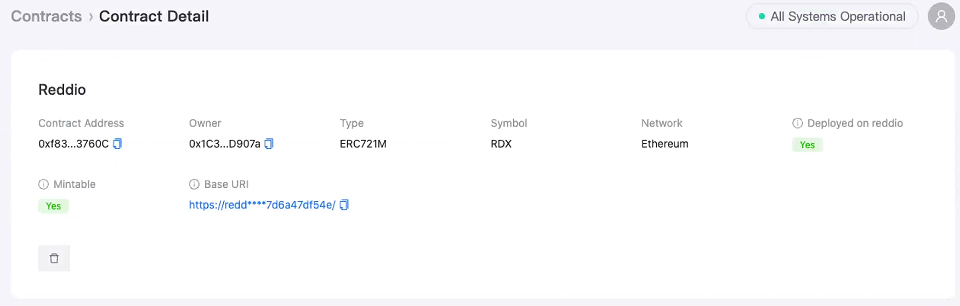 Contracts › Contract Detail
All Systems Operational
Reddio
Contract Address Owner Type Symbol Network Deployed on reddio
0xf83...3760C 0x1C3...D907a ERC721M RDX Ethereum Yes
Mintable Base URI
Yes https://redd****7d6a47df54e/